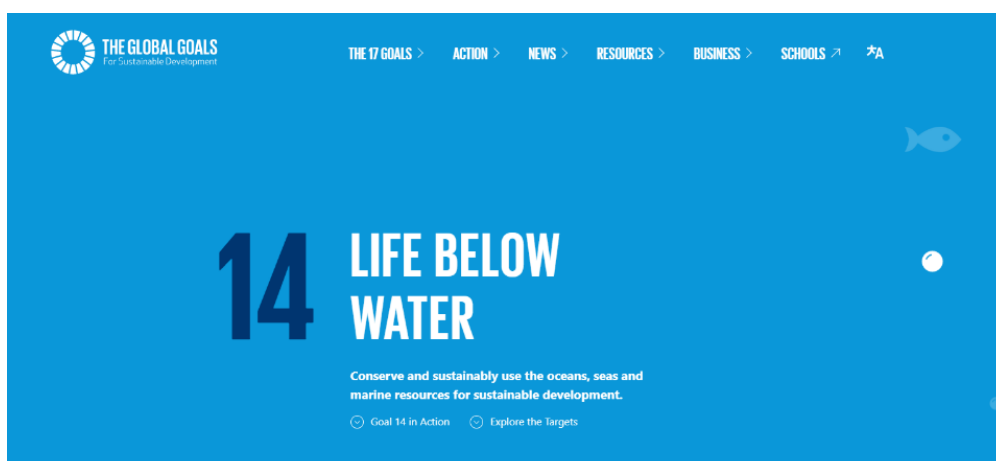 THE GLOBAL GOALS
For Sustainable Development
THE 17 GOALS
ACTION
NEWS
RESOURCES
BUSINESS
SCHOOLS
文A
14
LIFE BELOW
WATER
Conserve and sustainably use the oceans, seas and
marine resources for sustainable development.
Goal 14 in Action
Explore the Targets